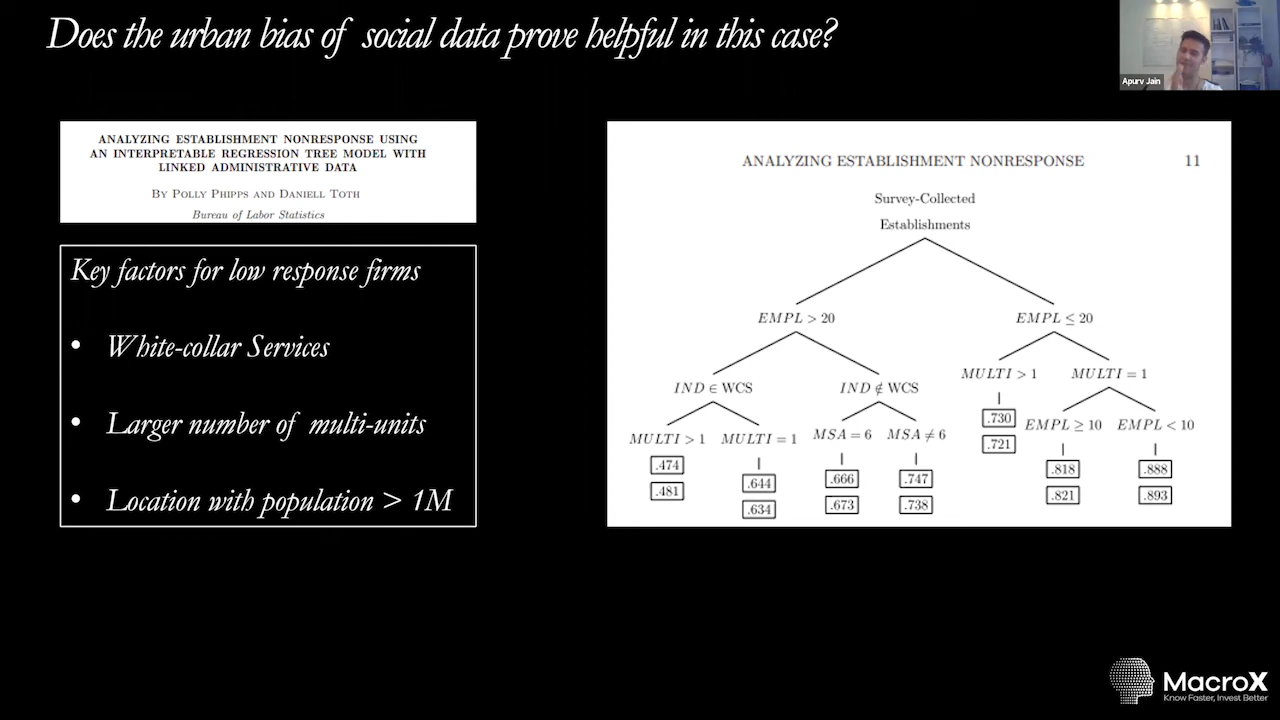 Does the urban bias of social data prove helpful in this case?
Apurv Jain
ANALYZING ESTABLISHMENT NONRESPONSE USING
AN INTERPRETABLE REGRESSION TREE MODEL WITH
LINKED ADMINISTRATIVE DATA
By Polly Phipps and Daniell Toth
Bureau of Labor Statistics
Key factors for low response firms
• White-collar Services
• Larger number of multi-units
• Location with population > 1M
ANALYZING ESTABLISHMENT NONRESPONSE 11
Survey-Collected
Establishments
EMPL > 20 EMPL ≤ 20
IND ∈ WCS IND ∉ WCS MULTI > 1 MULTI = 1
MULTI > 1 MULTI = 1 MSA = 6 MSA ≠ 6 .730 EMPL ≥ 10 EMPL < 10
.721
.474 .644 .666 .747 .818 .888
.481 .634 .673 .738 .821 .893
MacroX
Know Faster, Invest Better